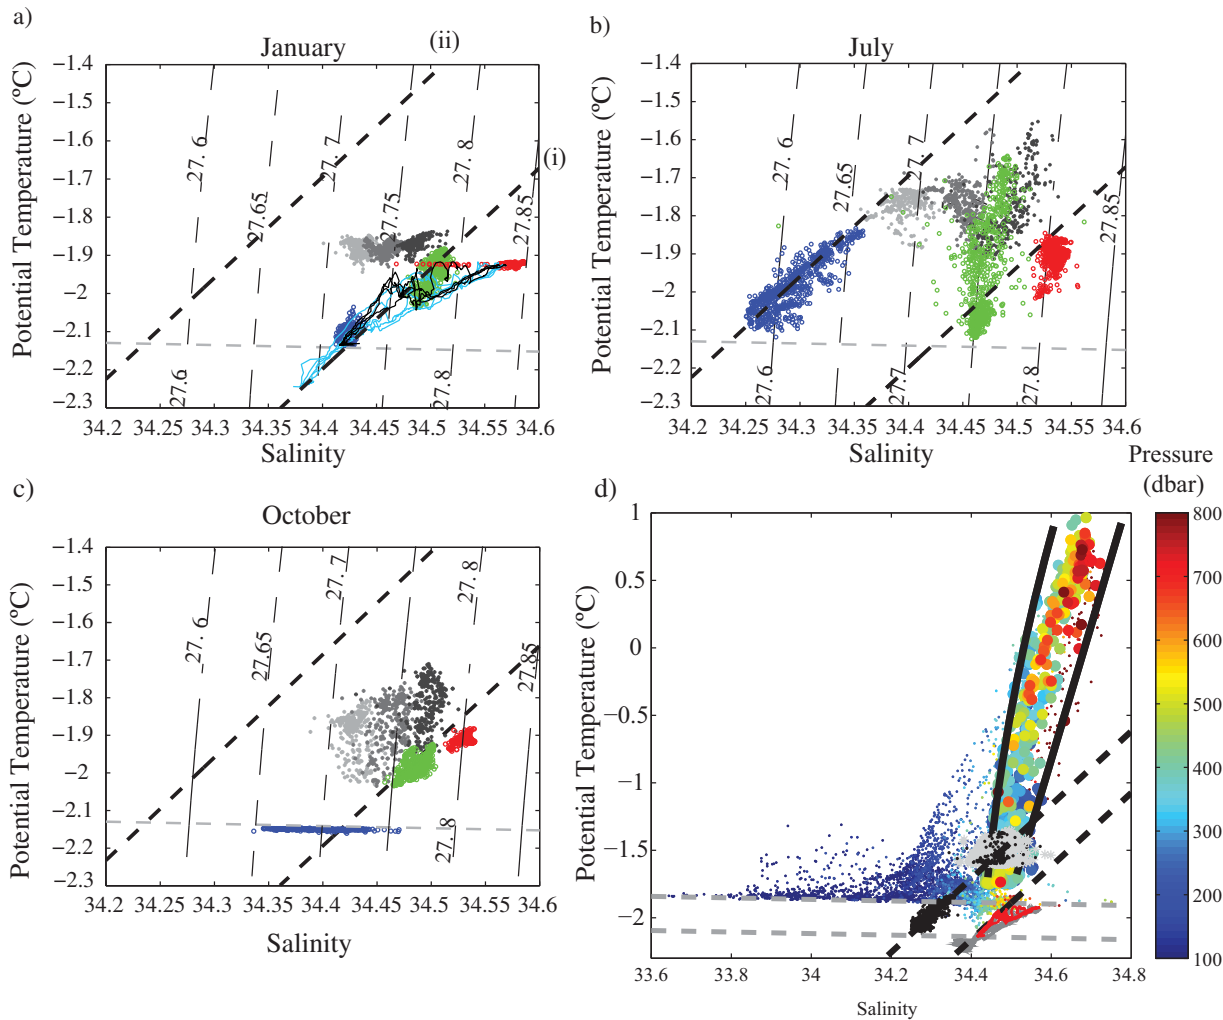 a)
January
(ii)
(i)
Potential Temperature (ºC)
−1.4
−1.5
−1.6
−1.7
−1.8
−1.9
−2
−2.1
−2.2
−2.3
27.6
27.65
27.7
27.75
27.8
27.85
27.6
27.8
34.2 34.25 34.3 34.35 34.4 34.45 34.5 34.55 34.6
Salinity
b)
July
Potential Temperature (ºC)
−1.4
−1.5
−1.6
−1.7
−1.8
−1.9
−2
−2.1
−2.2
−2.3
27.6
27.65
27.7
27.85
27.6
27.7
27.8
34.2 34.25 34.3 34.35 34.4 34.45 34.5 34.55 34.6
Salinity
c)
October
Potential Temperature (ºC)
−1.4
−1.5
−1.6
−1.7
−1.8
−1.9
−2
−2.1
−2.2
−2.3
27.6
27.65
27.7
27.8
27.85
27.8
34.2 34.25 34.3 34.35 34.4 34.45 34.5 34.55 34.6
Salinity
d)
Potential Temperature (ºC)
1
0.5
0
−0.5
−1
−1.5
−2
33.6 33.8 34 34.2 34.4 34.6 34.8
Salinity
Pressure
(dbar)
800
700
600
500
400
300
200
100